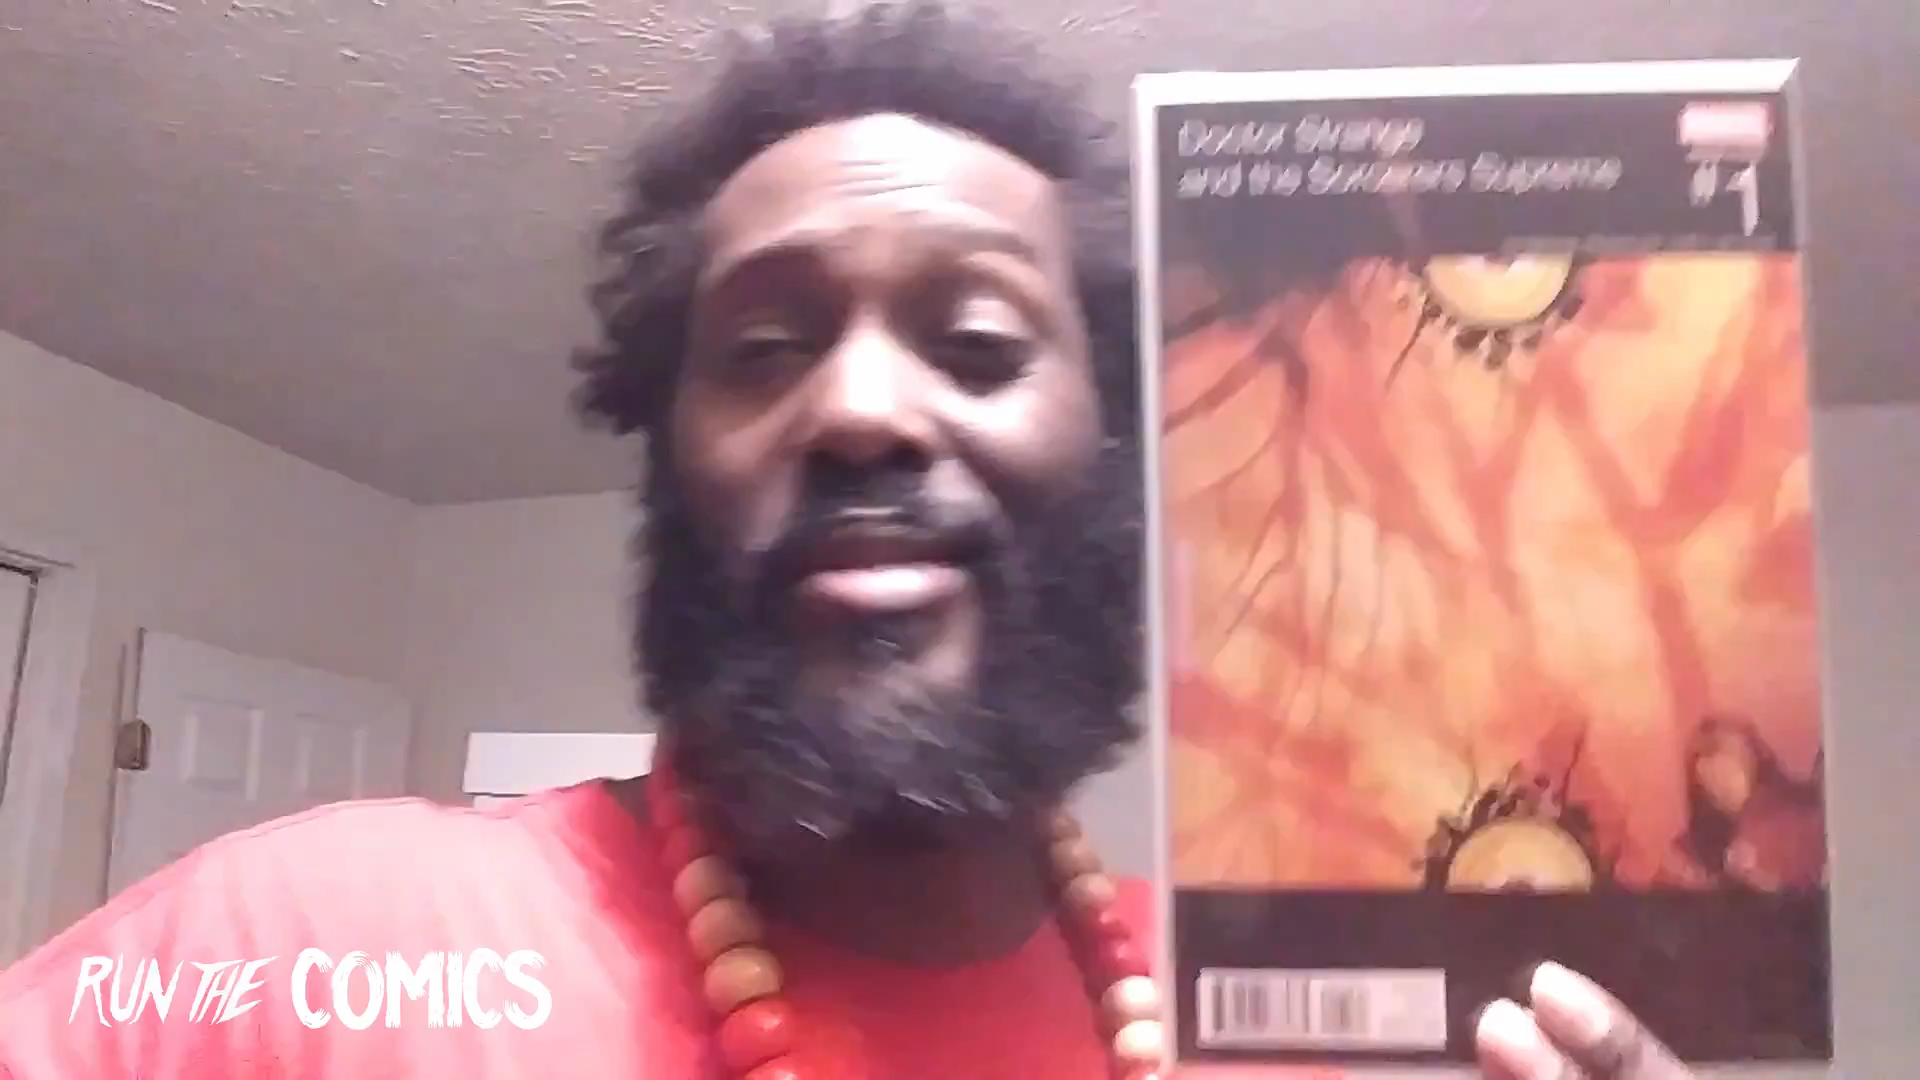 Doctor Strange
and the Sorcerers Supreme
#1
RUN THE COMICS